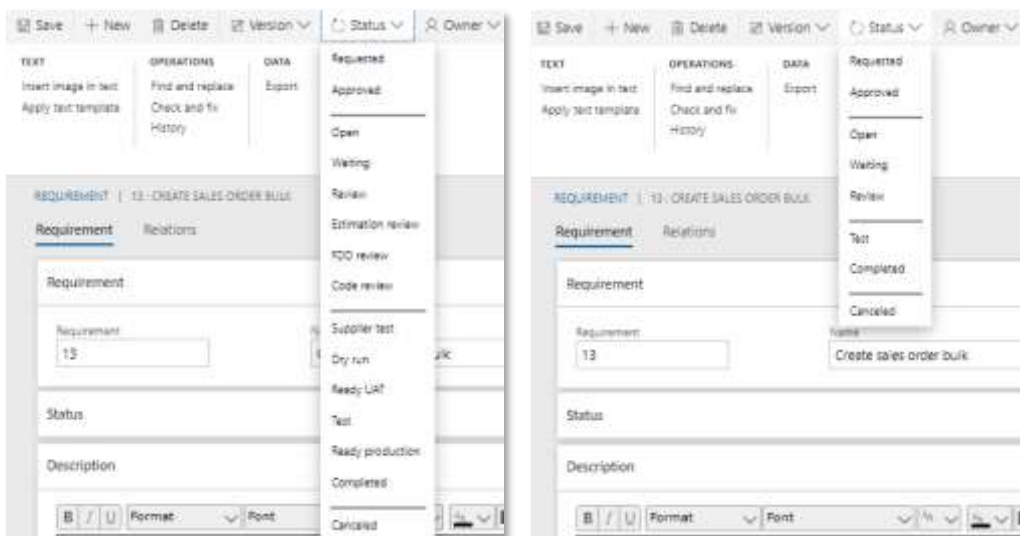 Save + New Delete Version Status Owner
TEXT OPERATIONS DATA
Insert image in text Find and replace Export
Apply text template Check and fix
History
Requested
Approved
Open
Waiting
Review
Estimation review
FDD review
Code review
Supplier test
Dry run
Ready UAT
Test
Ready production
Completed
Canceled
REQUIREMENT | 13 : CREATE SALES ORDER BULK
Requirement Relations
Requirement
Requirement
13
Status
Description
B I U Format Font
Save + New Delete Version Status Owner
TEXT OPERATIONS DATA
Insert image in text Find and replace Export
Apply text template Check and fix
History
Requested
Approved
Open
Waiting
Review
Test
Completed
Canceled
REQUIREMENT | 13 : CREATE SALES ORDER BULK
Requirement Relations
Requirement
Requirement Name
13 Create sales order bulk
Status
Description
B I U Format Font